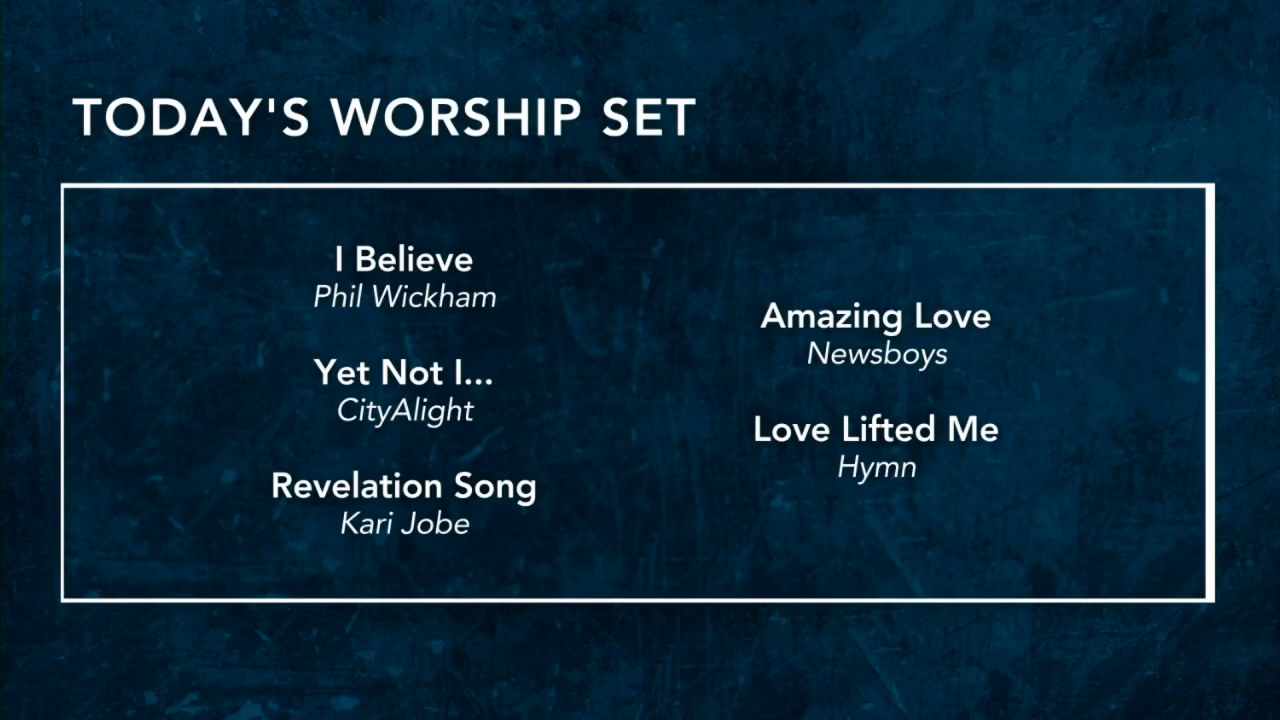 TODAY'S WORSHIP SET
I Believe
Phil Wickham
Yet Not I...
CityAlight
Revelation Song
Kari Jobe
Amazing Love
Newsboys
Love Lifted Me
Hymn